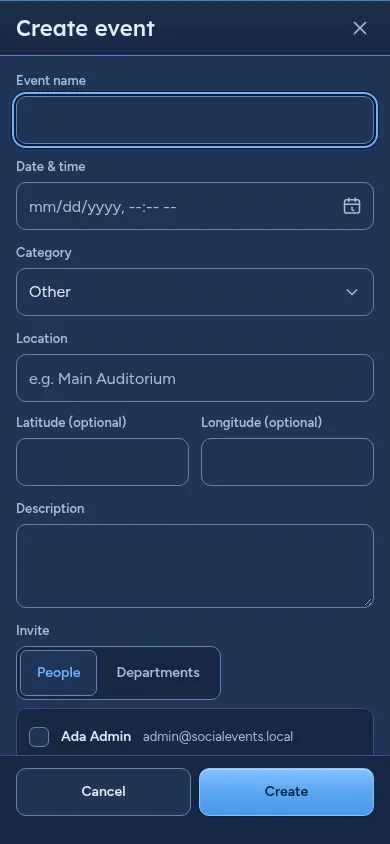 Create event
Event name
Date & time
mm/dd/yyyy, --:-- --
Category
Other
Location
e.g. Main Auditorium
Latitude (optional) Longitude (optional)
Description
Invite
People Departments
Ada Admin admin@socialevents.local
Cancel Create